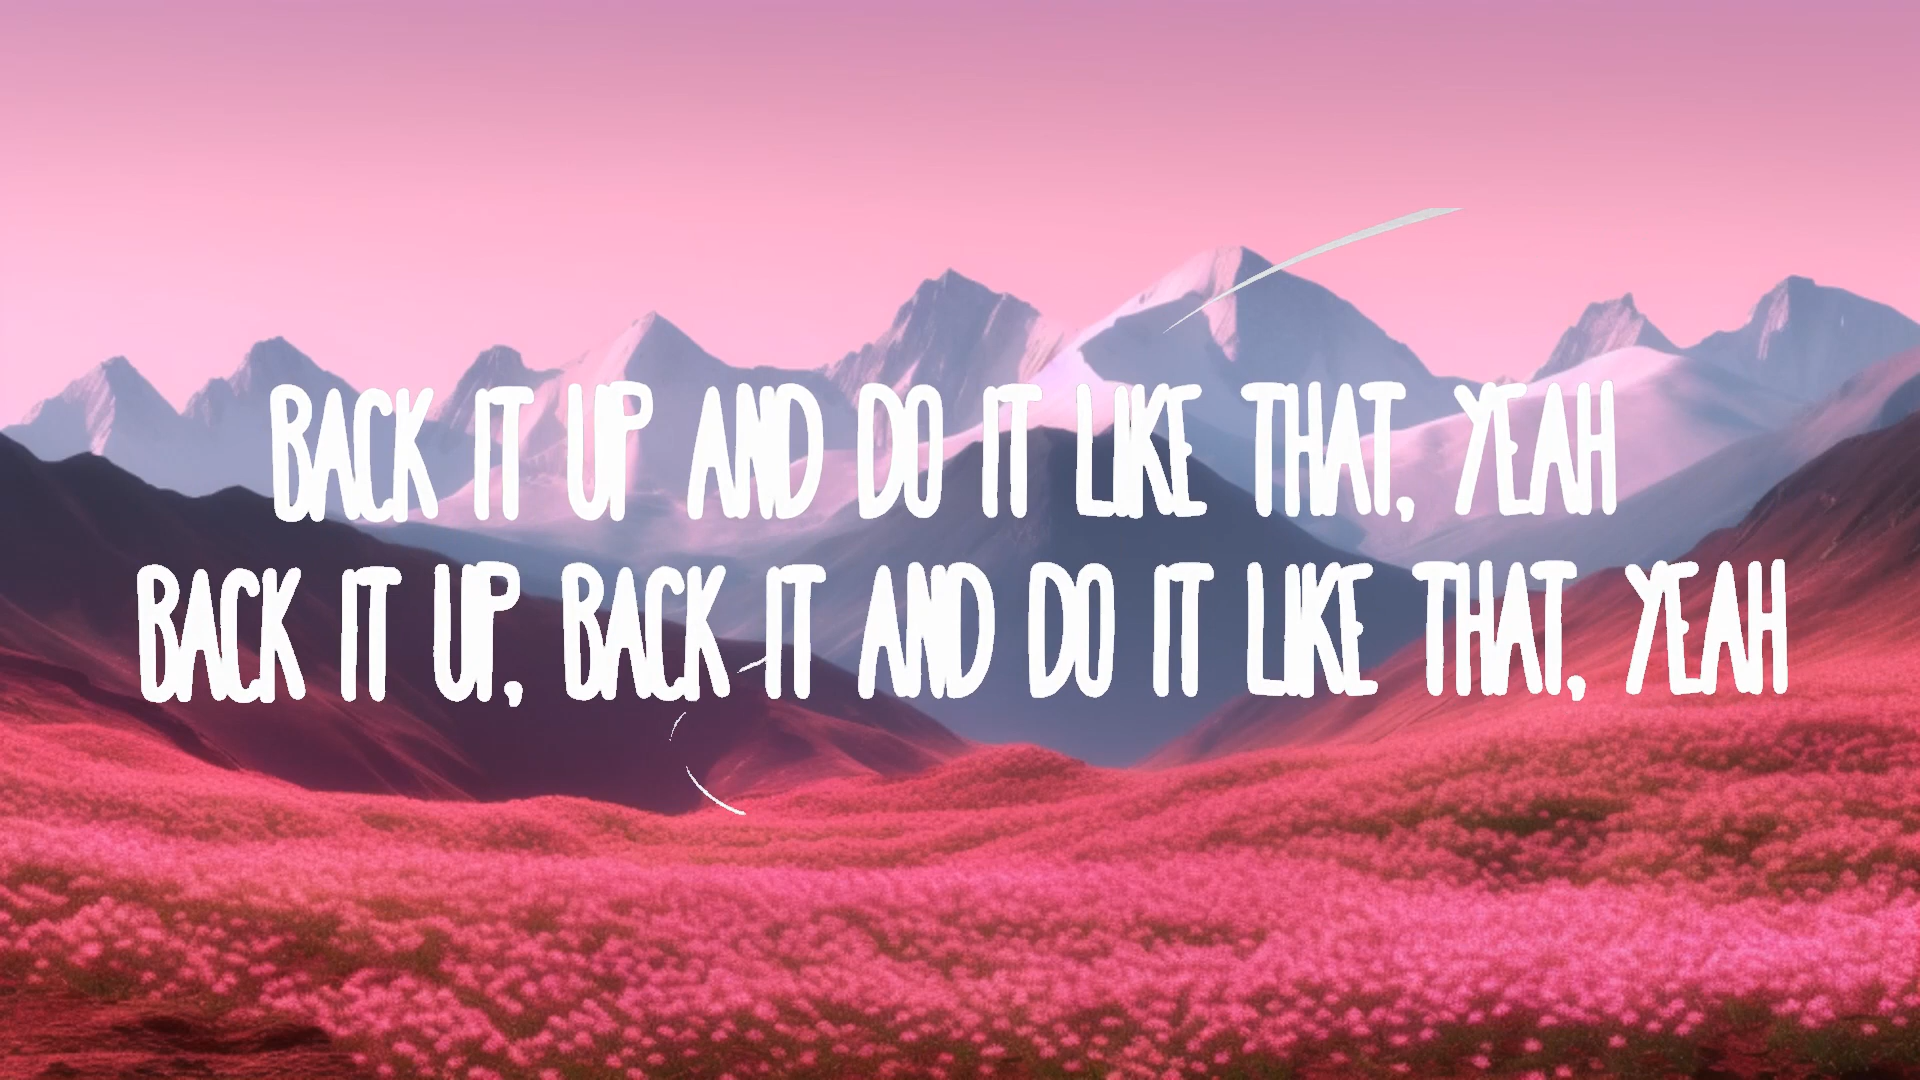 BACK IT UP AND DO IT LIKE THAT, YEAH
BACK IT UP, BACK IT AND DO IT LIKE THAT, YEAH